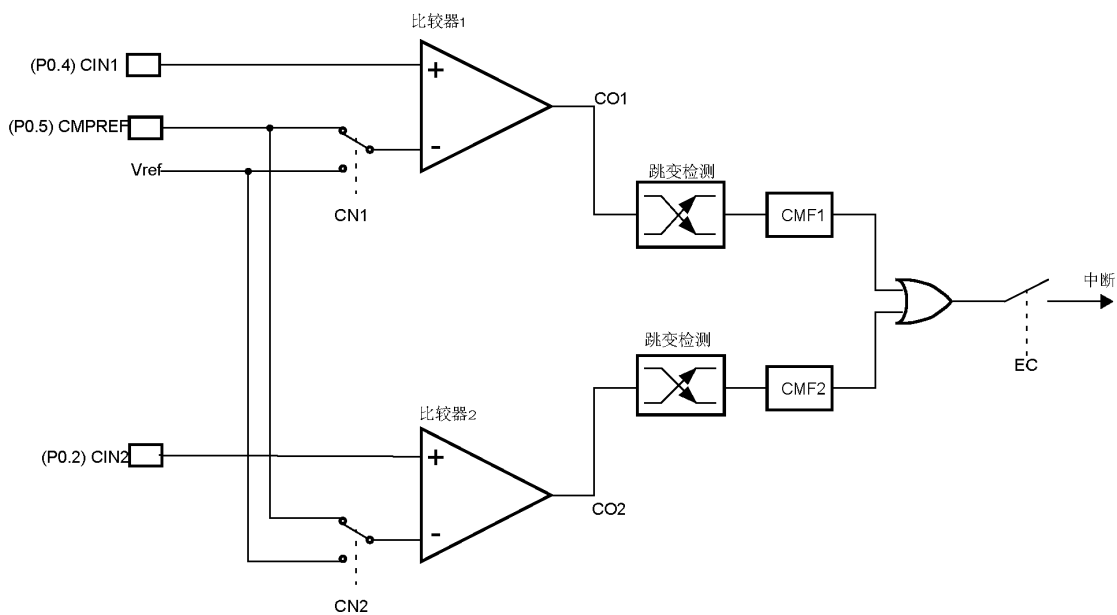 比较器1
(P0.4) CIN1
+
CO1
(P0.5) CMPREF
-
Vref
CN1
跳变检测
CMF1
中断
跳变检测
EC
CMF2
比较器2
(P0.2) CIN2
+
CO2
-
CN2